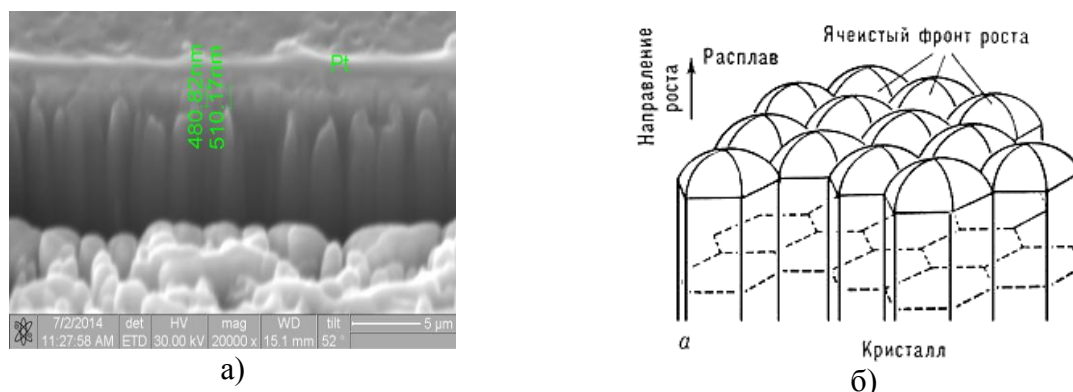 480.82nm
510.17nm
Pt
7/2/2014
11:27:58 AM
det
ETD
HV
30.00 kV
mag
20000 x
WD
15.1 mm
tilt
52 °
5 µm
а)
Направление
роста
Расплав
Ячеистый фронт роста
а
Кристалл
б)